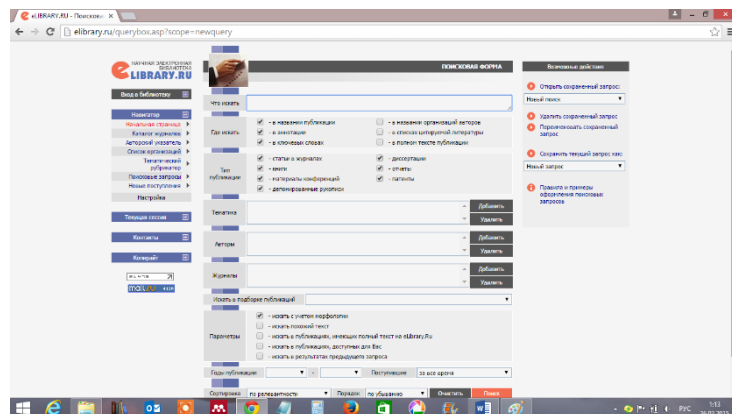 eLIBRARY.RU - Поисковы
elibrary.ru/querybox.asp?scope=newquery
НАУЧНАЯ ЭЛЕКТРОННАЯ
БИБЛИОТЕКА
LIBRARY.RU
Вход в библиотеку
Навигатор
Начальная страница
Каталог журналов
Авторский указатель
Список организаций
Тематический
рубрикатор
Поисковые запросы
Новые поступления
Настройка
Текущая сессия
Контакты
Копирайт
ПОИСКОВАЯ ФОРМА
Что искать
Где искать
- в названии публикации
- в аннотации
- в ключевых словах
- в названии организаций авторов
- в списках цитируемой литературы
- в полном тексте публикации
Тип
публикации
- статьи в журналах
- книги
- материалы конференций
- депонированные рукописи
- диссертации
- отчеты
- патенты
Тематика
Добавить
Удалить
Авторы
Добавить
Удалить
Журналы
Добавить
Удалить
Искать в подборке публикаций
Параметры
- искать с учетом морфологии
- искать похожий текст
- искать в публикациях, имеющих полный текст на eLibrary.Ru
- искать в публикациях, доступных для Вас
- искать в результатах предыдущего запроса
Годы публикации
-
Поступившие
за все время
Сортировка
по релевантности
Порядок
по убыванию
Очистить
Поиск
Возможные действия
Открыть сохраненный запрос:
Новый поиск
Удалить сохраненный запрос
Переименовать сохраненный
запрос
Сохранить текущий запрос как:
Новый запрос
Правила и примеры
оформления поисковых
запросов
РУС
1:13